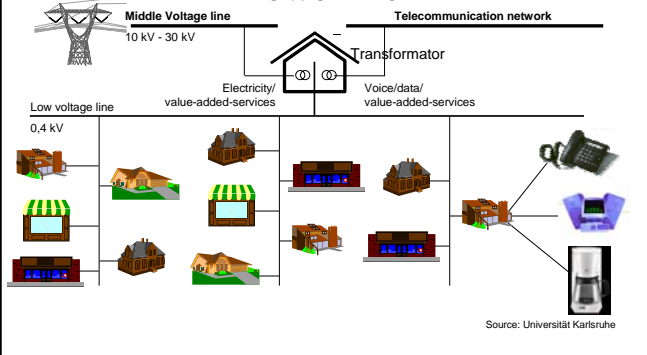 Middle Voltage line
Telecommunication network
10 kV - 30 kV
Transformator
Electricity/
value-added-services
Voice/data/
value-added-services
Low voltage line
0,4 kV
Source: Universität Karlsruhe